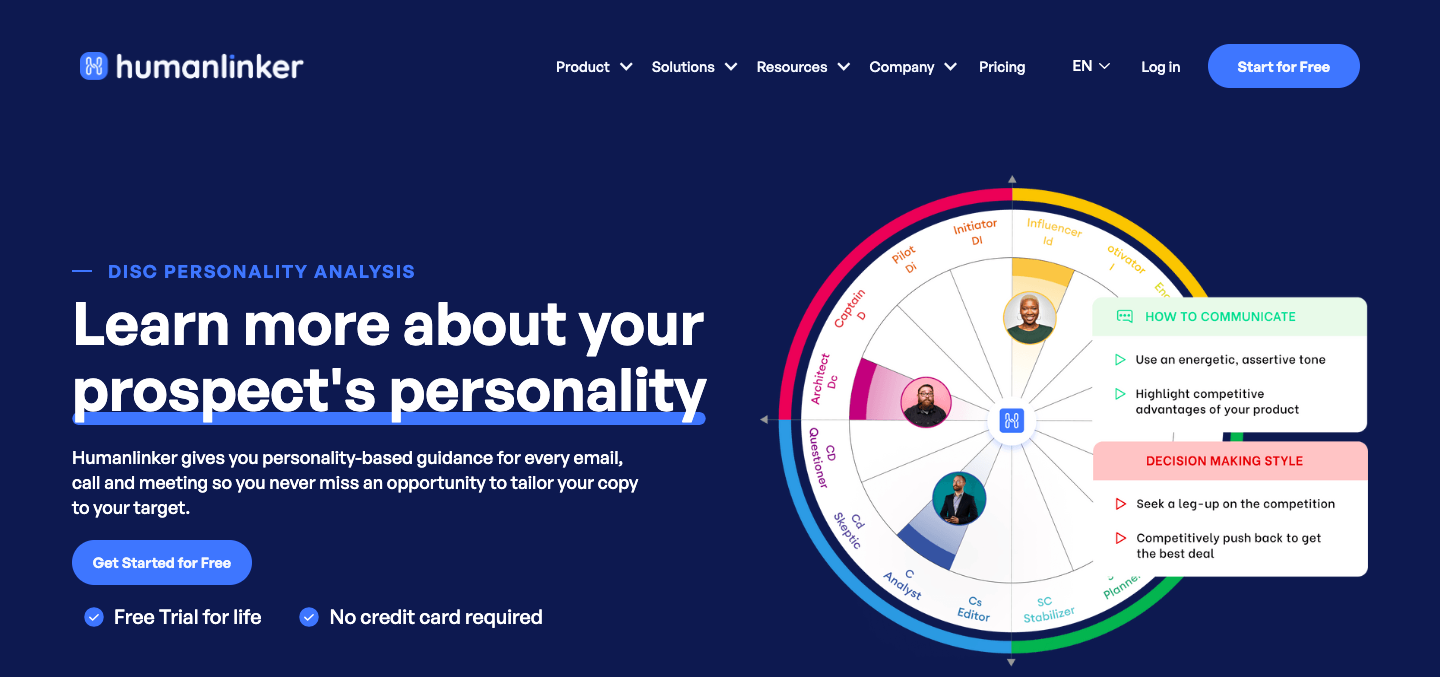 humanlinker
Product
Solutions
Resources
Company
Pricing
EN
Log in
Start for Free
DISC PERSONALITY ANALYSIS
Learn more about your
prospect's personality
Humanlinker gives you personality-based guidance for every email,
call and meeting so you never miss an opportunity to tailor your copy
to your target.
Get Started for Free
Free Trial for life
No credit card required
Initiator
DI
Influencer
Id
otivator
I
Pilot
Di
Captain
D
Architect
Dc
CD
Questioner
Cd
Skeptic
C
Analyst
Cs
Editor
SC
Stabilizer
HOW TO COMMUNICATE
Use an energetic, assertive tone
Highlight competitive
advantages of your product
DECISION MAKING STYLE
Seek a leg-up on the competition
Competitively push back to get
the best deal